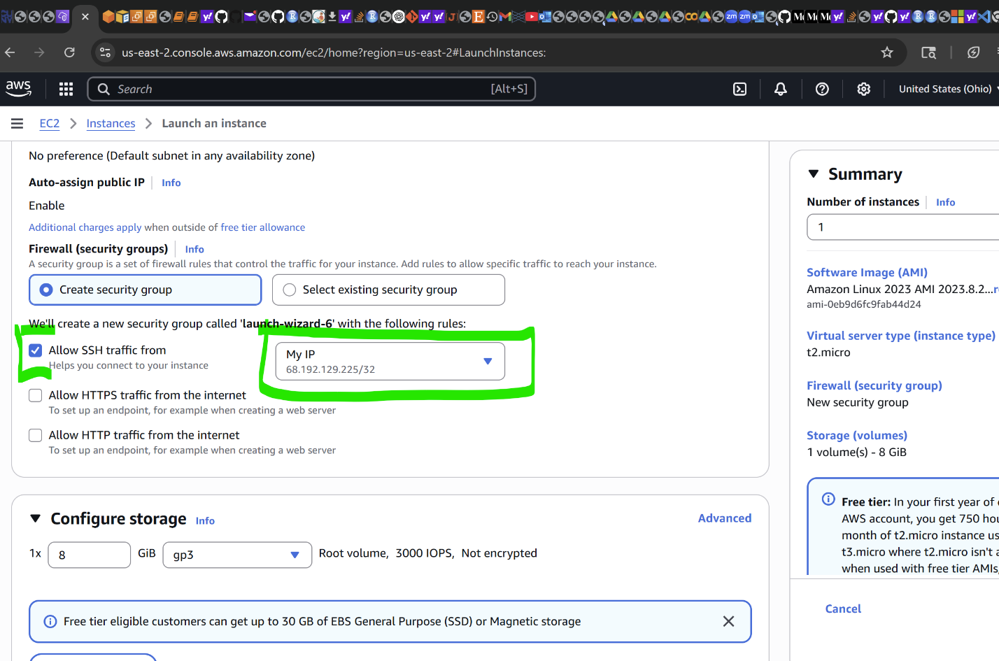 us-east-2.console.aws.amazon.com/ec2/home?region=us-east-2#LaunchInstances:
aws
Search
[Alt+S]
United States (Ohio)
EC2 > Instances > Launch an instance
No preference (Default subnet in any availability zone)
Auto-assign public IP
Info
Enable
Additional charges apply when outside of free tier allowance
Firewall (security groups)
Info
A security group is a set of firewall rules that control the traffic for your instance. Add rules to allow specific traffic to reach your instance.
Create security group
Select existing security group
We'll create a new security group called 'launch-wizard-6' with the following rules:
Allow SSH traffic from
Helps you connect to your instance
My IP
68.192.129.225/32
Allow HTTPS traffic from the internet
To set up an endpoint, for example when creating a web server
Allow HTTP traffic from the internet
To set up an endpoint, for example when creating a web server
Configure storage
Info
Advanced
1x
8
GiB
gp3
Root volume, 3000 IOPS, Not encrypted
Free tier eligible customers can get up to 30 GB of EBS General Purpose (SSD) or Magnetic storage
Summary
Number of instances
Info
1
Software Image (AMI)
Amazon Linux 2023 AMI 2023.8.2...r
ami-0eb9d6fc9fab44d24
Virtual server type (instance type)
t2.micro
Firewall (security group)
New security group
Storage (volumes)
1 volume(s) - 8 GiB
Free tier: In your first year of
AWS account, you get 750 hou
month of t2.micro instance us
t3.micro where t2.micro isn't a
when used with free tier AMIs,
Cancel